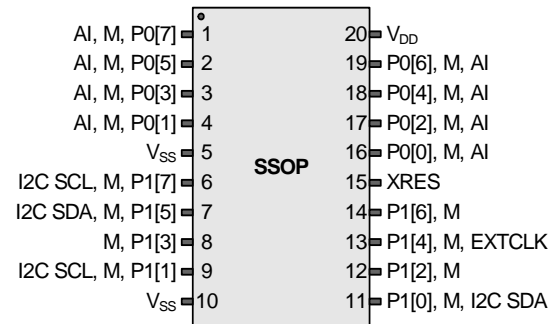 AI, M, P0[7] 1 20 VDD
AI, M, P0[5] 2 19 P0[6], M, AI
AI, M, P0[3] 3 18 P0[4], M, AI
AI, M, P0[1] 4 17 P0[2], M, AI
VSS 5 16 P0[0], M, AI
SSOP
I2C SCL, M, P1[7] 6 15 XRES
I2C SDA, M, P1[5] 7 14 P1[6], M
M, P1[3] 8 13 P1[4], M, EXTCLK
I2C SCL, M, P1[1] 9 12 P1[2], M
VSS 10 11 P1[0], M, I2C SDA